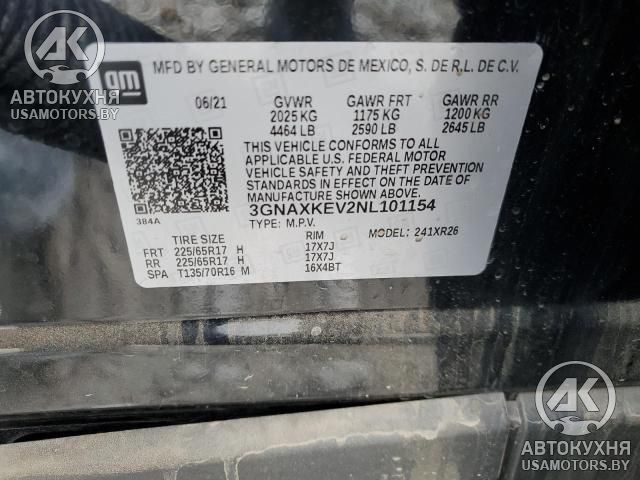 AK
АВТОКУХНЯ
USAMOTORS.BY
gm
MFD BY GENERAL MOTORS DE MEXICO, S. DE R.L. DE C.V.
06/21 GVWR GAWR FRT GAWR RR
2025 KG 1175 KG 1200 KG
4464 LB 2590 LB 2645 LB
THIS VEHICLE CONFORMS TO ALL
APPLICABLE U.S. FEDERAL MOTOR
VEHICLE SAFETY AND THEFT PREVENTION
STANDARDS IN EFFECT ON THE DATE OF
MANUFACTURE SHOWN ABOVE.
3GNAXKEV2NL101154
384A TYPE: M.P.V.
TIRE SIZE RIM MODEL: 241XR26
FRT 225/65R17 H 17X7J
RR 225/65R17 H 17X7J
SPA T135/70R16 M 16X4BT
AK
АВТОКУХНЯ
USAMOTORS.BY